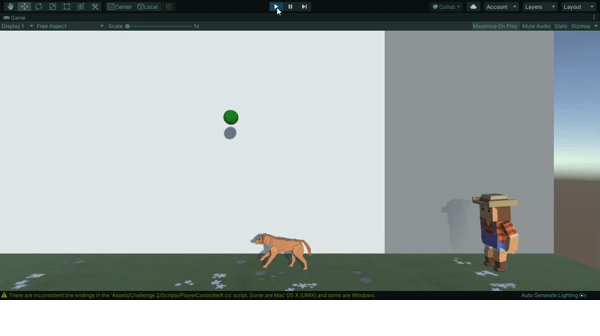 Center Local Collab Account Layers Layout
Game
Display 1 Free Aspect Scale 1x Maximize On Play Mute Audio Stats Gizmos
There are inconsistent line endings in the 'Assets/Challenge 2/Scripts/PlayerControllerX.cs' script. Some are Mac OS X (UNIX) and some are Windows. Auto Generate Lighting On